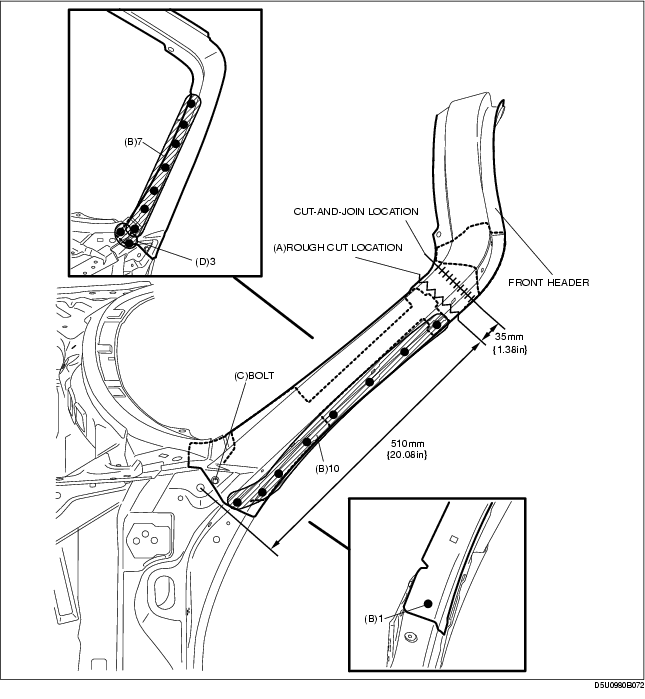 (B)7
(D)3
CUT-AND-JOIN LOCATION
(A)ROUGH CUT LOCATION
FRONT HEADER
35mm
{1.38in}
(C)BOLT
510mm
{20.08in}
(B)10
(B)1
D5U0980B072